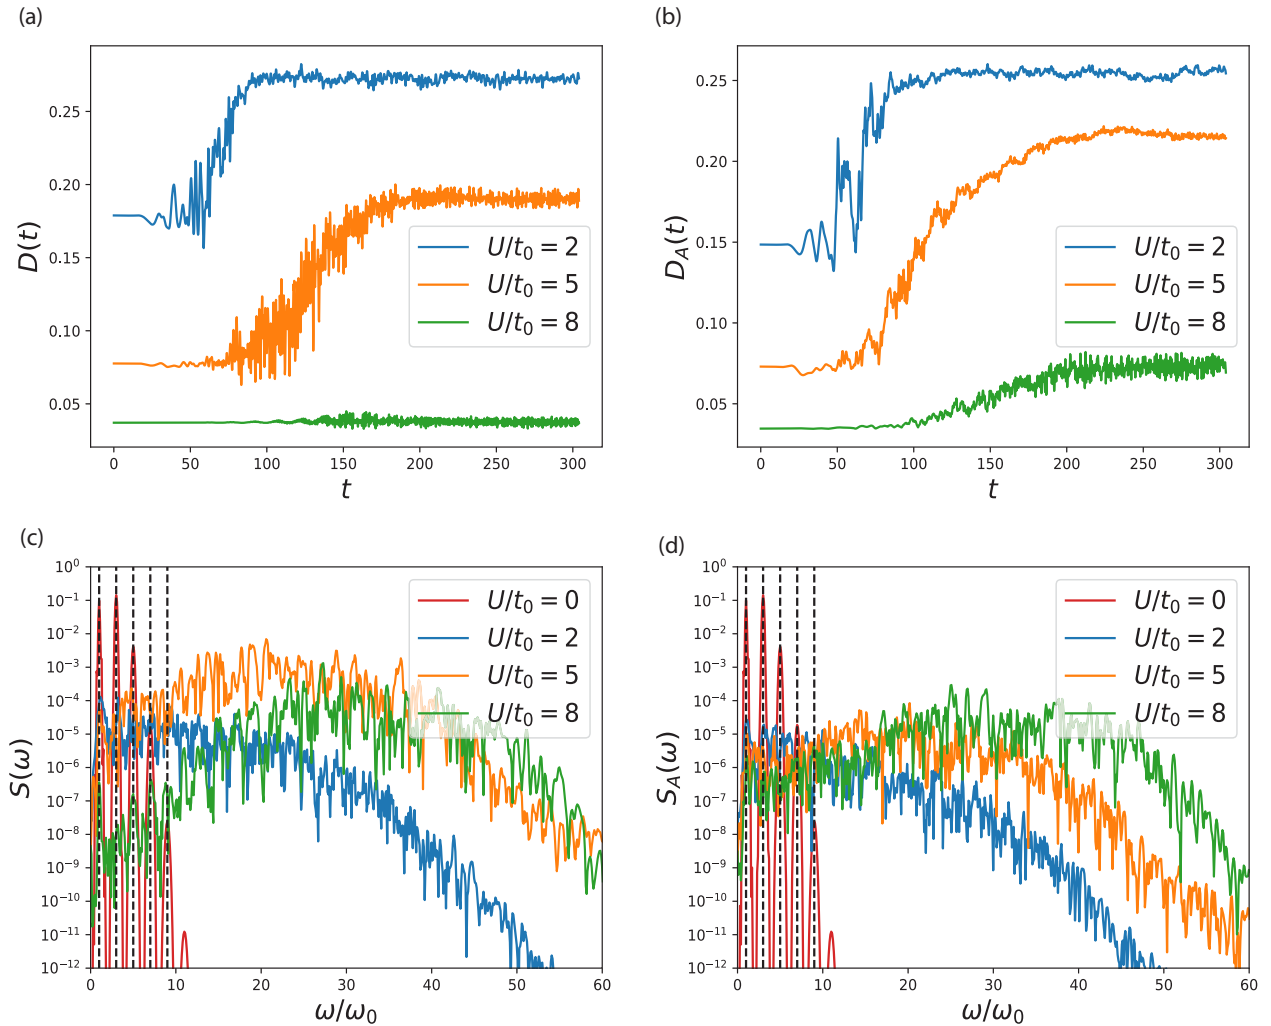 (a)
(b)
0.25
0.20
0.15
0.10
0.05
D(t)
U/t0 = 2
U/t0 = 5
U/t0 = 8
0 50 100 150 200 250 300
t
0.25
0.20
0.15
0.10
0.05
D_A(t)
U/t0 = 2
U/t0 = 5
U/t0 = 8
0 50 100 150 200 250 300
t
(c)
(d)
10^0
10^-1
10^-2
10^-3
10^-4
10^-5
10^-6
10^-7
10^-8
10^-9
10^-10
10^-11
10^-12
S(ω)
U/t0 = 0
U/t0 = 2
U/t0 = 5
U/t0 = 8
0 10 20 30 40 50 60
ω/ω0
10^0
10^-1
10^-2
10^-3
10^-4
10^-5
10^-6
10^-7
10^-8
10^-9
10^-10
10^-11
10^-12
S_A(ω)
U/t0 = 0
U/t0 = 2
U/t0 = 5
U/t0 = 8
0 10 20 30 40 50 60
ω/ω0